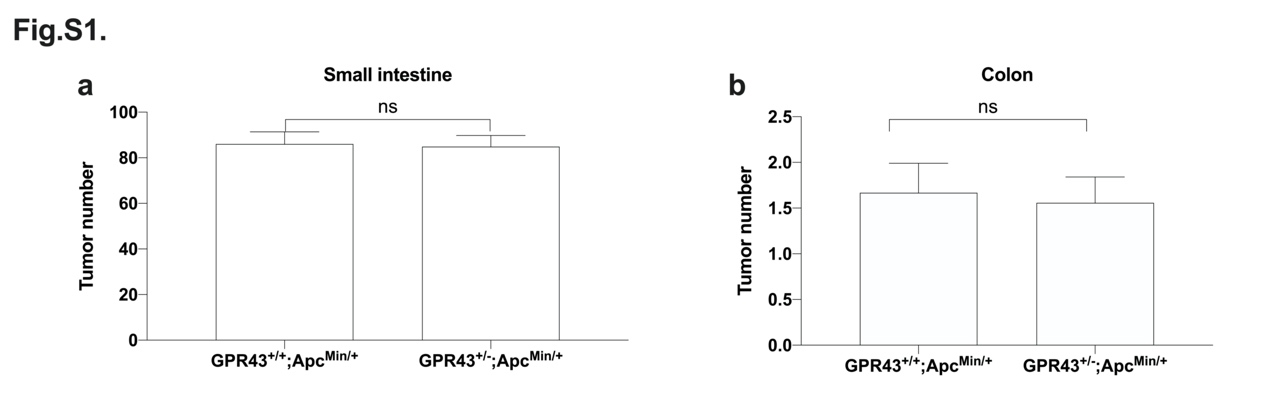 Fig.S1.
a
Small intestine
ns
100
80
60
40
20
0
Tumor number
GPR43+/+;ApcMin/+
GPR43+/-;ApcMin/+
b
Colon
ns
2.5
2.0
1.5
1.0
0.5
0.0
Tumor number
GPR43+/+;ApcMin/+
GPR43+/-;ApcMin/+